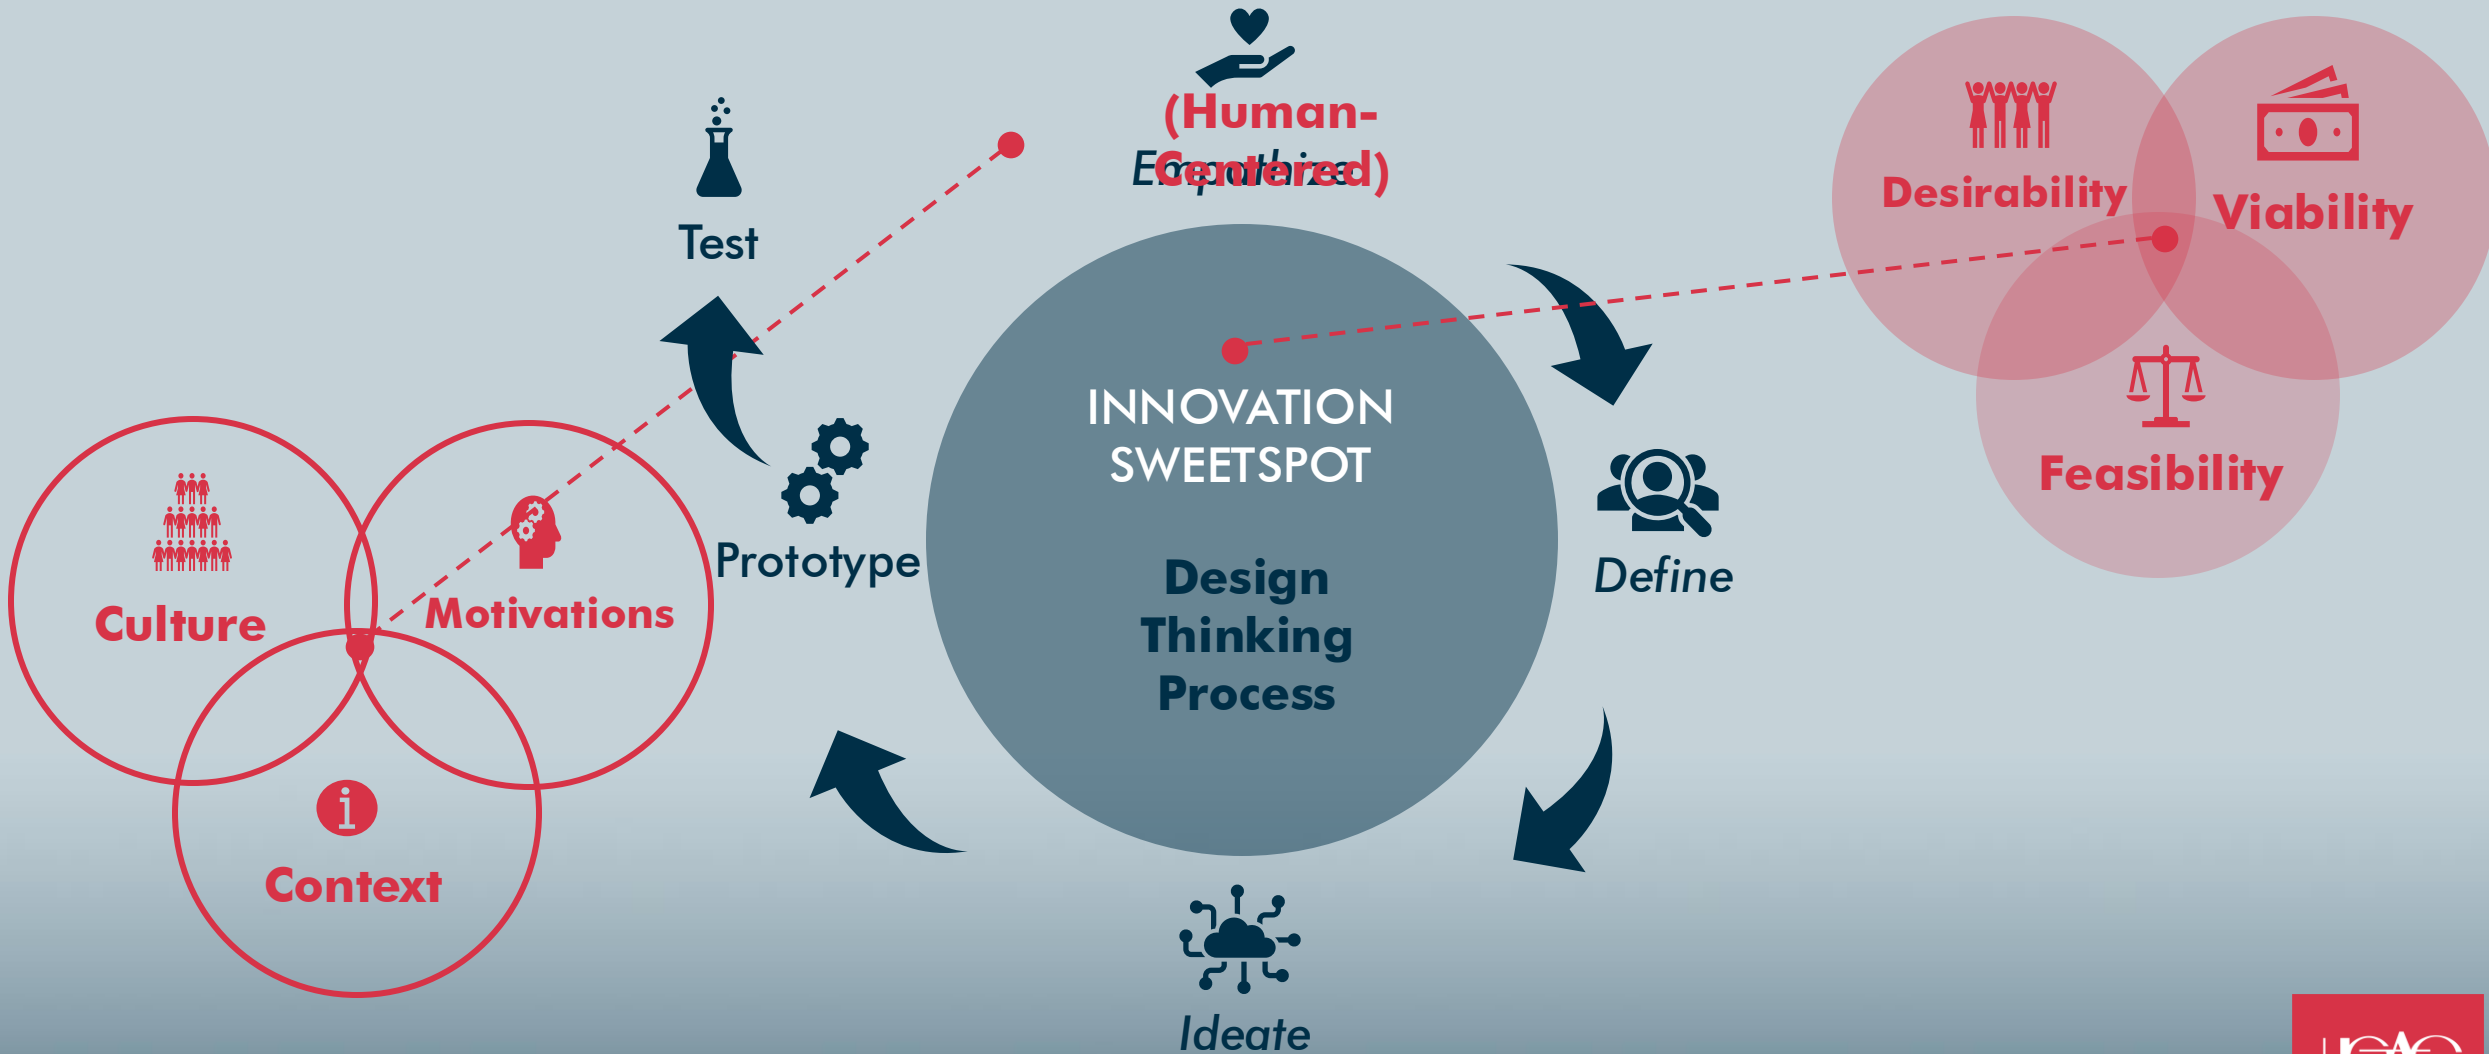 (Human-
Centered)
Empathize
Test
Desirability
Viability
INNOVATION
SWEETSPOT
Feasibility
Prototype
Design
Thinking
Process
Define
Culture
Motivations
Context
Ideate